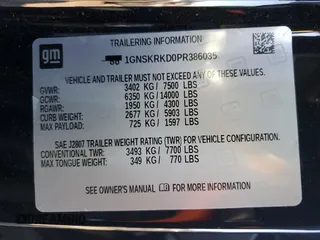 gm
TRAILERING INFORMATION
1GNSKRKD0PR386035
VEHICLE AND TRAILER MUST NOT EXCEED ANY
GVWR: 3402 KG/ 7500 LBS
GCWR: 6350 KG/14000 LBS
RGAWR: 1950 KG/ 4300 LBS
CURB WEIGHT: 2677 KG/ 5903 LBS
MAX PAYLOAD: 725 KG/ 1597 LBS
SAE J2807 TRAILER WEIGHT RATING (TWR) FOR VEHICLE CONFIGURATION.
CONVENTIONAL TWR: 3493 KG/ 7700 LBS
MAX TONGUE WEIGHT: 349 KG/ 770 LBS
SEE OWNER'S MANUAL FOR MORE INFORMATION